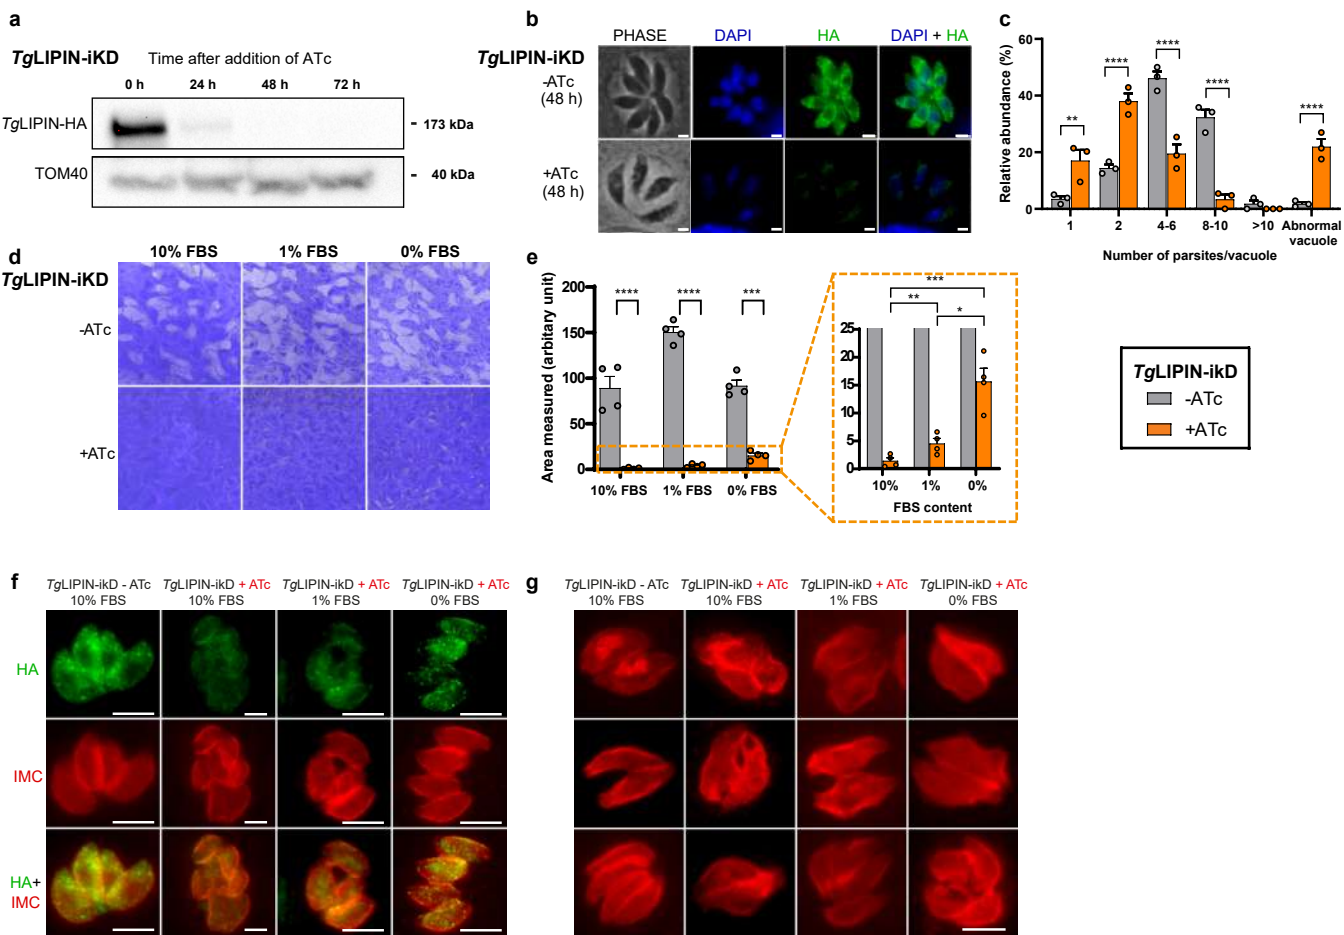 a
TgLIPIN-iKD
Time after addition of ATc
0 h 24 h 48 h 72 h
TgLIPIN-HA
- 173 kDa
TOM40
- 40 kDa
b
TgLIPIN-iKD
PHASE DAPI HA DAPI + HA
-ATc
(48 h)
+ATc
(48 h)
c
Relative abundance (%)
60
40
20
0
** **** **** **** ****
1 2 4-6 8-10 >10 Abnormal
vacuole
Number of parsites/vacuole
d
TgLIPIN-iKD
10% FBS 1% FBS 0% FBS
-ATc
+ATc
e
Area measured (arbitary unit)
200
150
100
50
0
**** **** ***
10% FBS 1% FBS 0% FBS
***
** *
25
20
15
10
5
0
10% 1% 0%
FBS content
TgLIPIN-ikD
-ATc
+ATc
f
TgLIPIN-ikD - ATc TgLIPIN-ikD + ATc TgLIPIN-ikD + ATc TgLIPIN-ikD + ATc
10% FBS 10% FBS 1% FBS 0% FBS
HA
IMC
HA+
IMC
g
TgLIPIN-ikD - ATc TgLIPIN-ikD + ATc TgLIPIN-ikD + ATc TgLIPIN-ikD + ATc
10% FBS 10% FBS 1% FBS 0% FBS